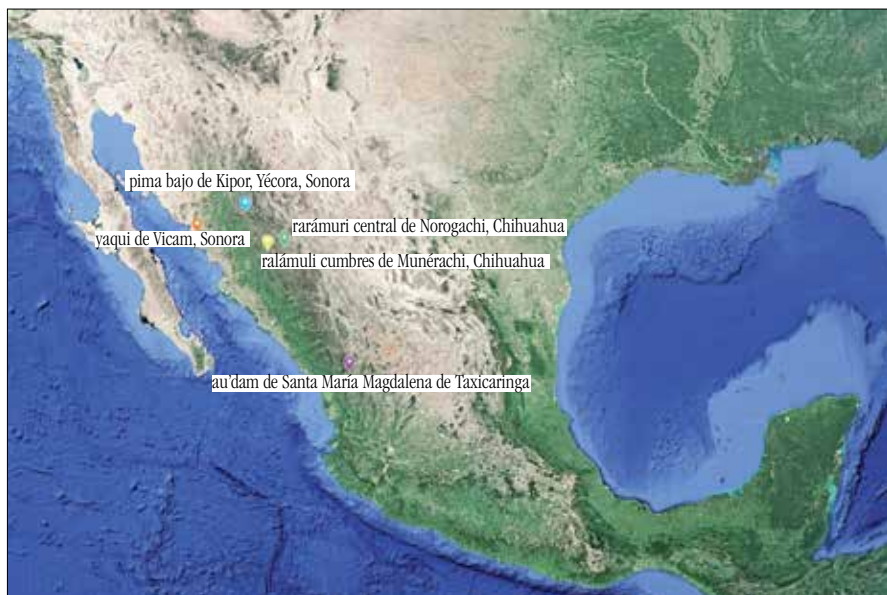 pima bajo de Kipor, Yécora, Sonora
rarámuri central de Norogachi, Chihuahua
yaqui de Vicam, Sonora
ralámuli cumbres de Munérachi, Chihuahua
au'dam de Santa María Magdalena de Taxicaringa